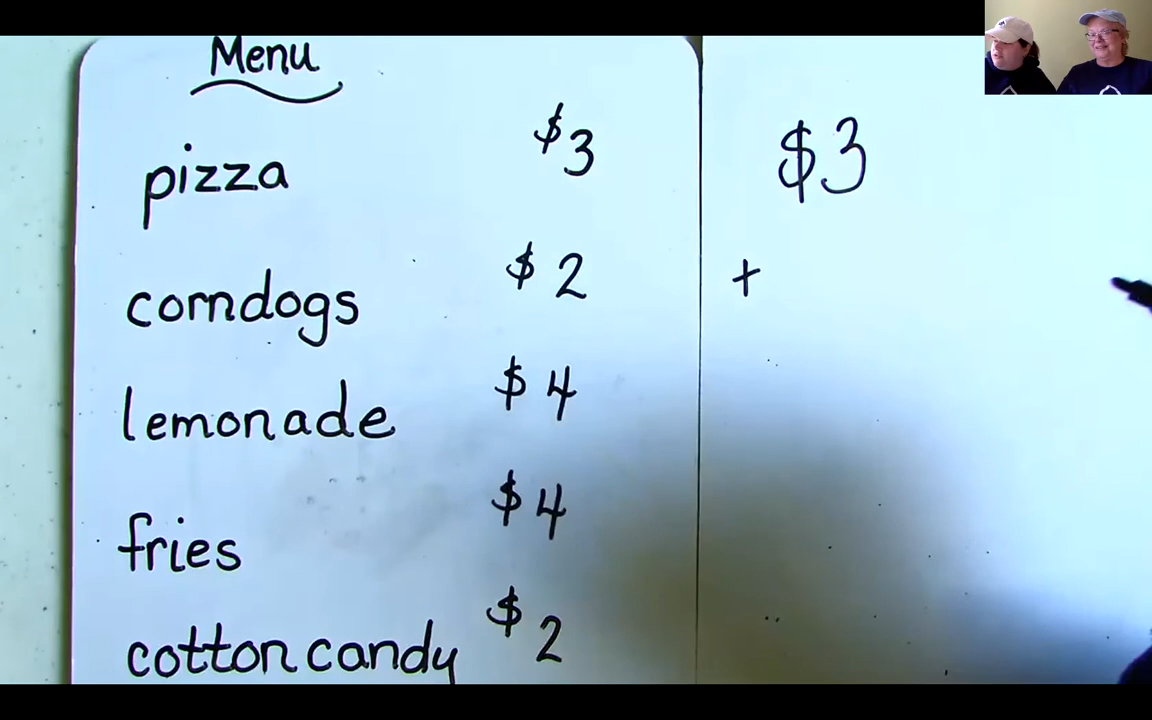 Menu
pizza $3
corndogs $2
lemonade $4
fries $4
cotton candy $2
$3
+